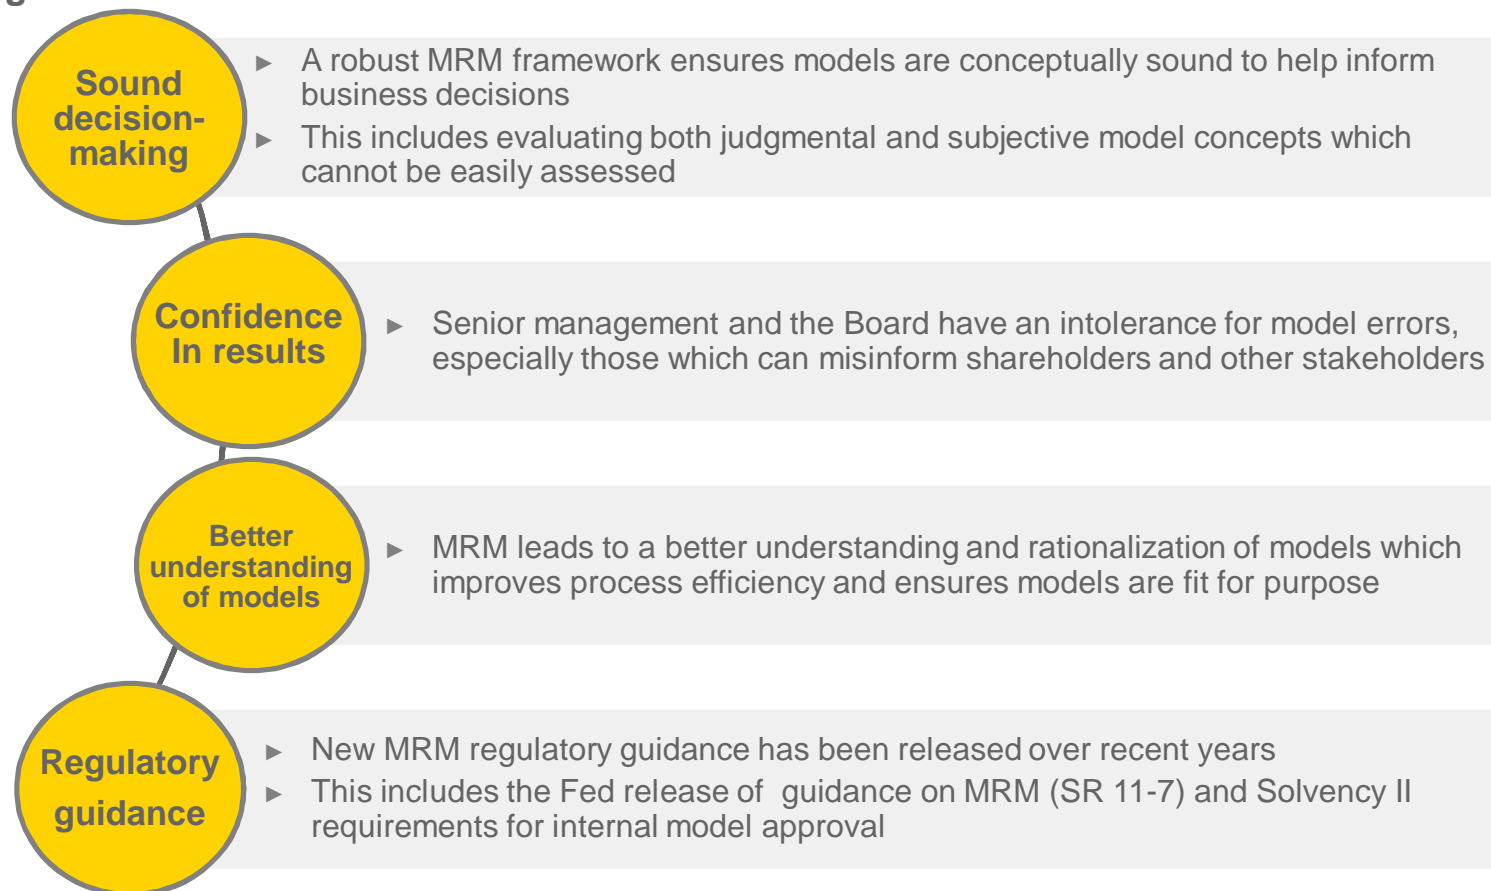 Sound
decision-
making
► A robust MRM framework ensures models are conceptually sound to help inform
business decisions
► This includes evaluating both judgmental and subjective model concepts which
cannot be easily assessed
Confidence
In results
► Senior management and the Board have an intolerance for model errors,
especially those which can misinform shareholders and other stakeholders
Better
understanding
of models
► MRM leads to a better understanding and rationalization of models which
improves process efficiency and ensures models are fit for purpose
Regulatory
guidance
► New MRM regulatory guidance has been released over recent years
► This includes the Fed release of  guidance on MRM (SR 11-7) and Solvency II
requirements for internal model approval